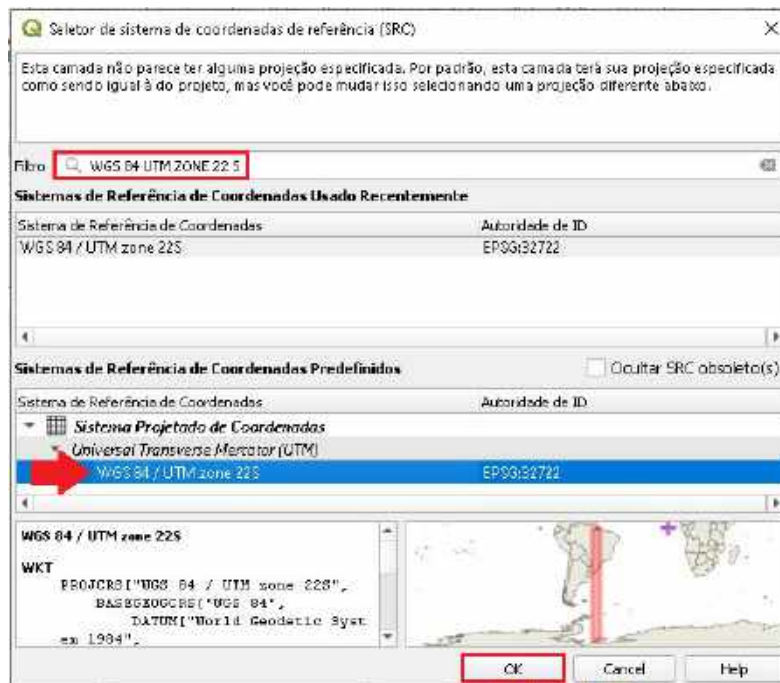 Seletor de sistema de coordenadas de referência (SRC)
Esta camada não parece ter alguma projeção especificada. Por padrão, esta camada terá sua projeção especificada
como sendo igual à do projeto, mas você pode mudar isso selecionando uma projeção diferente abaixo.
Filtro WGS 84 UTM ZONE 22 S
Sistemas de Referência de Coordenadas Usado Recentemente
Sistema de Referência de Coordenadas Autoridade de ID
WGS 84 / UTM zone 22S EPSG:32722
Sistemas de Referência de Coordenadas Predefinidos Ocultar SRC obsoleto(s)
Sistema de Referência de Coordenadas Autoridade de ID
Sistema Projetado de Coordenadas
Universal Transverse Mercator (UTM)
WGS 84 / UTM zone 22S EPSG:32722
WGS 84 / UTM zone 22S
WKT
PROJCRS["WGS 84 / UTM zone 22S",
BASEGEOGCRS["WGS 84",
DATUM["World Geodetic Syst
em 1984",
OK Cancel Help